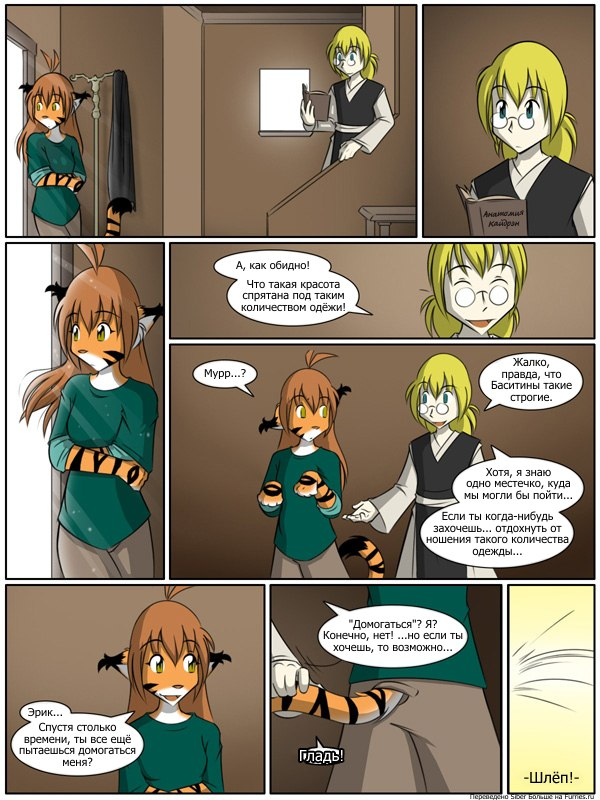 Анатомия
Кайдрэн
А, как обидно!
Что такая красота
спрятана под таким
количеством одёжи!
Мурр...?
Жалко,
правда, что
Баситины такие
строгие.
Хотя, я знаю
одно местечко, куда
мы могли бы пойти...
Если ты когда-нибудь
захочешь... отдохнуть от
ношения такого количества
одежды...
Эрик...
Спустя столько
времени, ты все ещё
пытаешься домогаться
меня?
"Домогаться"? Я?
Конечно, нет! ...но если ты
хочешь, то возможно...
Гладь!
-Шлёп!-
Переведено Siber Больше на Furries.ru